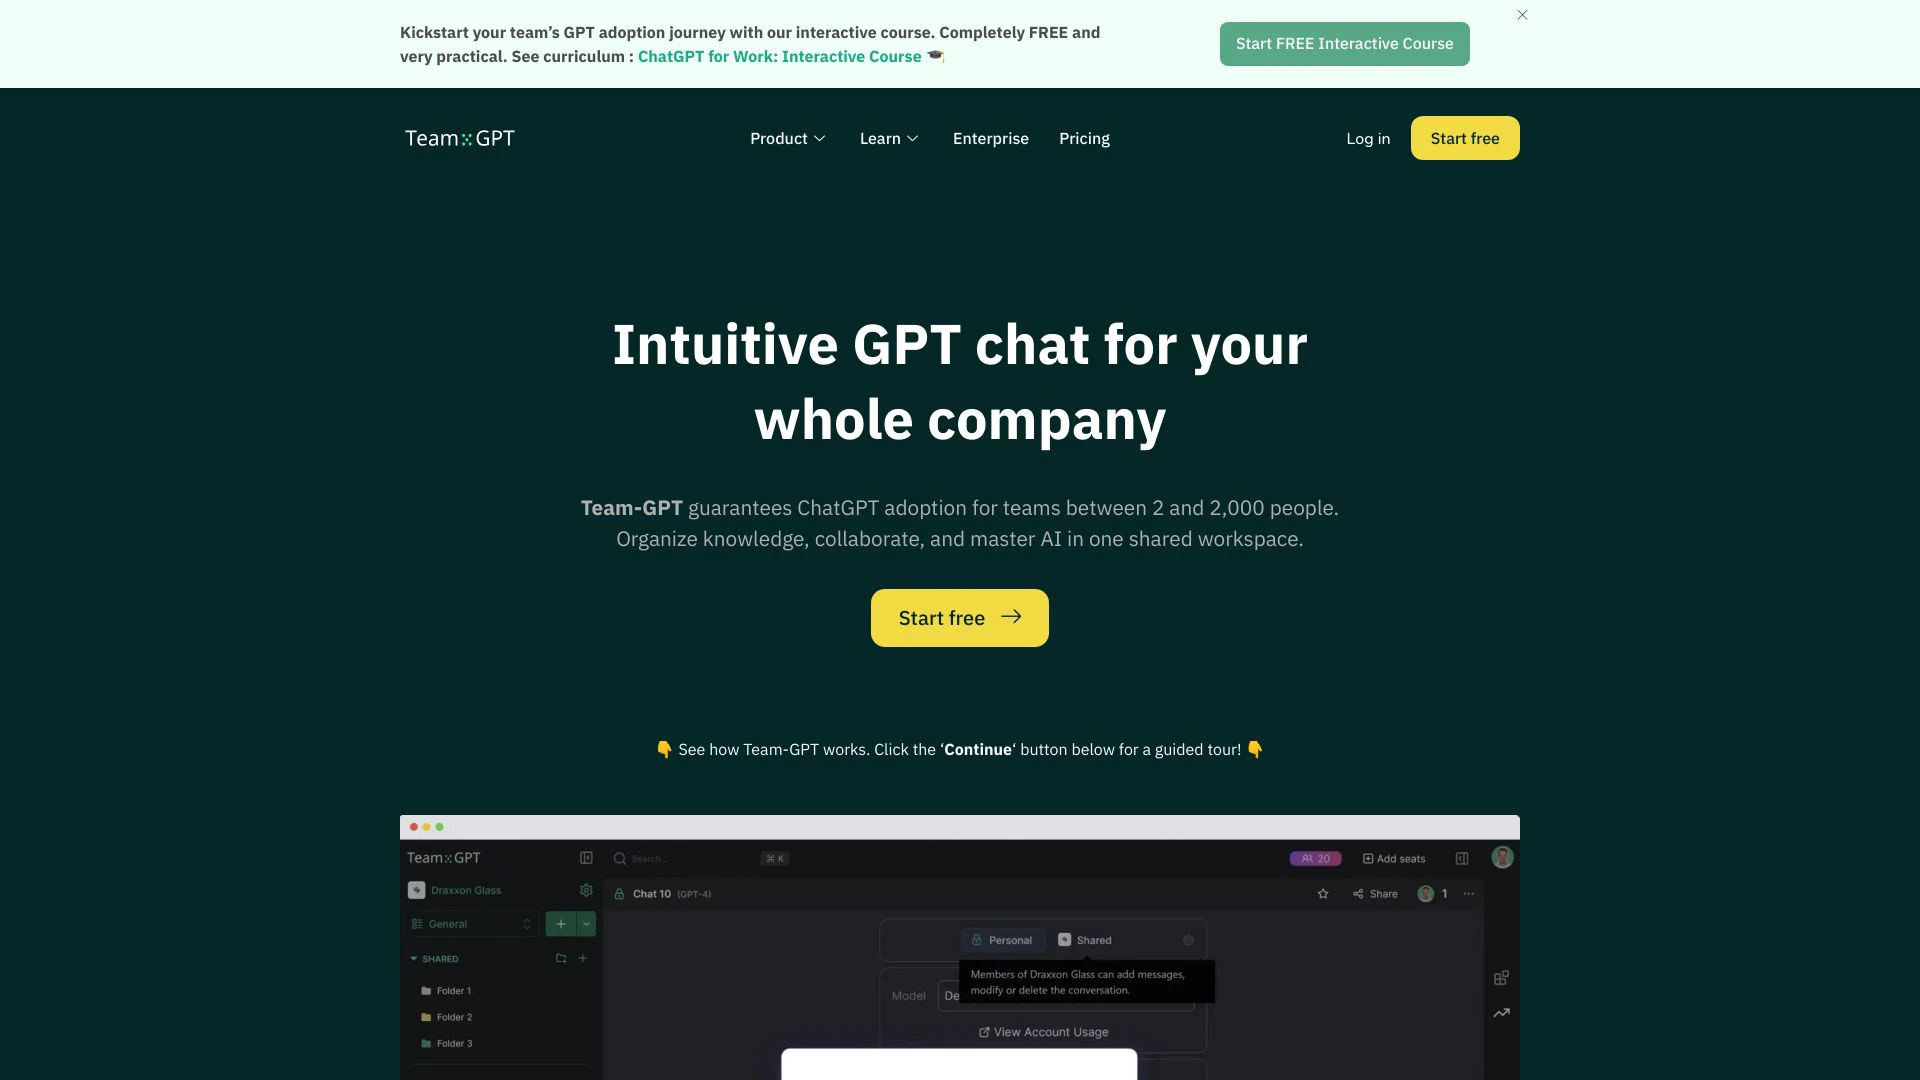 Kickstart your team’s GPT adoption journey with our interactive course. Completely FREE and
very practical. See curriculum : ChatGPT for Work: Interactive Course 🎓
Start FREE Interactive Course
Team GPT
Product
Learn
Enterprise
Pricing
Log in
Start free
Intuitive GPT chat for your
whole company
Team-GPT guarantees ChatGPT adoption for teams between 2 and 2,000 people.
Organize knowledge, collaborate, and master AI in one shared workspace.
Start free
👇 See how Team-GPT works. Click the ‘Continue‘ button below for a guided tour! 👇
Team GPT
Search...
⌘ K
20
Add seats
Draxxon Glass
Chat 10 (GPT-4)
Share
1
General
Personal
Shared
SHARED
Members of Draxxon Glass can add messages,
modify or delete the conversation.
Folder 1
Model
De
Folder 2
View Account Usage
Folder 3